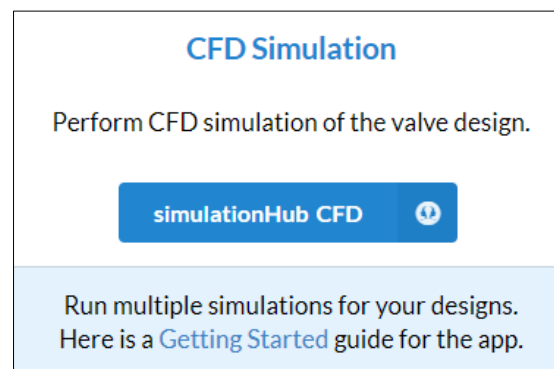 CFD Simulation
Perform CFD simulation of the valve design.
simulationHub CFD
Run multiple simulations for your designs.
Here is a Getting Started guide for the app.